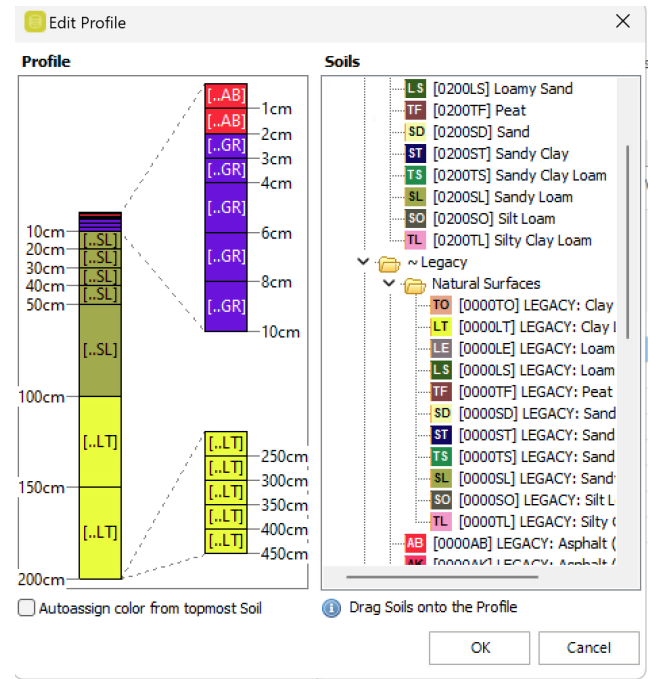 Edit Profile
Profile
[..AB]
1cm
[..AB]
2cm
[..GR]
3cm
[..GR]
4cm
[..GR]
6cm
[..GR]
8cm
[..GR]
10cm
10cm
[..SL]
20cm
[..SL]
30cm
[..SL]
40cm
[..SL]
50cm
[..SL]
100cm
[..LT]
150cm
[..LT]
200cm
[..LT]
250cm
[..LT]
300cm
[..LT]
350cm
[..LT]
400cm
[..LT]
450cm
Autoassign color from topmost Soil
Soils
LS [0200LS] Loamy Sand
TF [0200TF] Peat
SD [0200SD] Sand
ST [0200ST] Sandy Clay
TS [0200TS] Sandy Clay Loam
SL [0200SL] Sandy Loam
SO [0200SO] Silt Loam
TL [0200TL] Silty Clay Loam
~Legacy
Natural Surfaces
TO [0000TO] LEGACY: Clay
LT [0000LT] LEGACY: Clay
LE [0000LE] LEGACY: Loam
LS [0000LS] LEGACY: Loam
TF [0000TF] LEGACY: Peat
SD [0000SD] LEGACY: Sand
ST [0000ST] LEGACY: Sand
TS [0000TS] LEGACY: Sand
SL [0000SL] LEGACY: Sand
SO [0000SO] LEGACY: Silt
TL [0000TL] LEGACY: Silty
AB [0000AB] LEGACY: Asphalt (
AK [0000AK] LEGACY: Asphalt (
Drag Soils onto the Profile
OK
Cancel